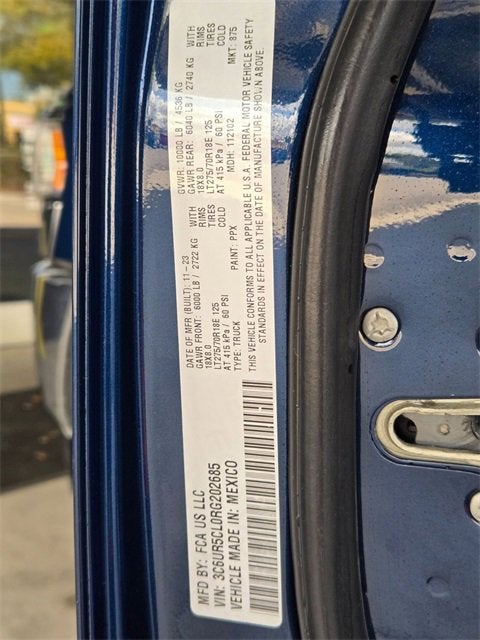 MFD BY: FCA US LLC
3C6UR5CL0RG202685
VIN:
VEHICLE MADE IN: MEXICO
DATE OF MFR (BUILT): 11-23
GAWR FRONT: 6000 LB / 2722 KG WITH
18X8.0 RIMS
LT275/70R18E 125 TIRES
AT 415 kPa / 60 PSI COLD
TYPE: TRUCK PAINT: PPX
GVWR: 10000 LB / 4536 KG
GAWR REAR: 6040 LB / 2740 KG WITH
18X8.0 RIMS
LT275/70R18E 125 TIRES
AT 415 kPa / 60 PSI COLD
MDH: 112102 MKT: 875
THIS VEHICLE CONFORMS TO ALL APPLICABLE U.S.A. FEDERAL MOTOR VEHICLE SAFETY
STANDARDS IN EFFECT ON THE DATE OF MANUFACTURE SHOWN ABOVE.